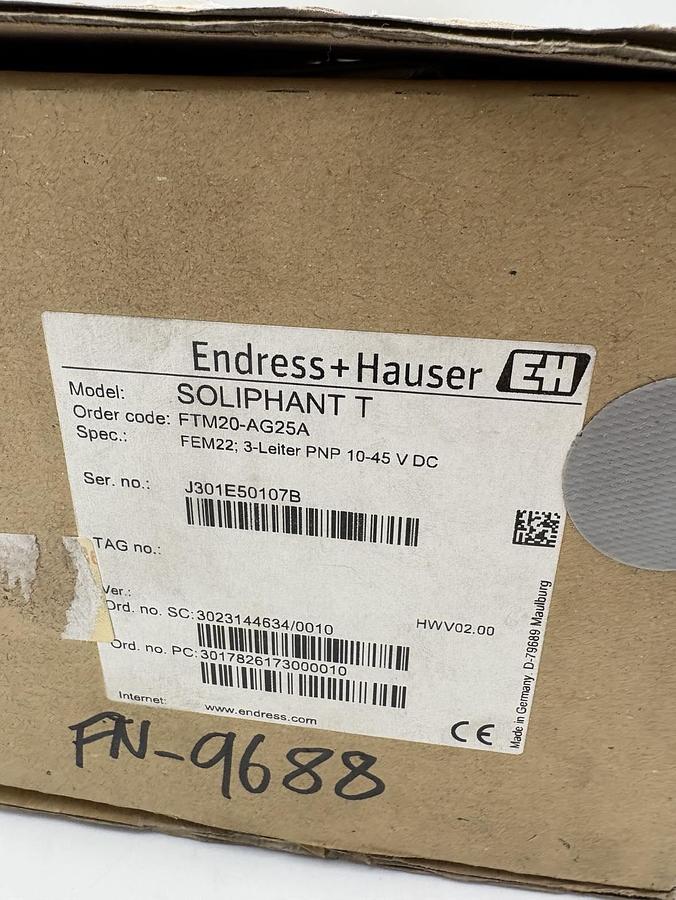 Endress+Hauser EH
Model: SOLIPHANT T
Order code: FTM20-AG25A
Spec.: FEM22; 3-Leiter PNP 10-45 V DC
Ser. no.: J301E50107B
TAG no.:
Ver.:
Ord. no. SC: 3023144634/0010 HWV02.00
Ord. no. PC: 3017826173000010
Internet: www.endress.com
CE
Made in Germany, D-79689 Maulburg
FN-9688